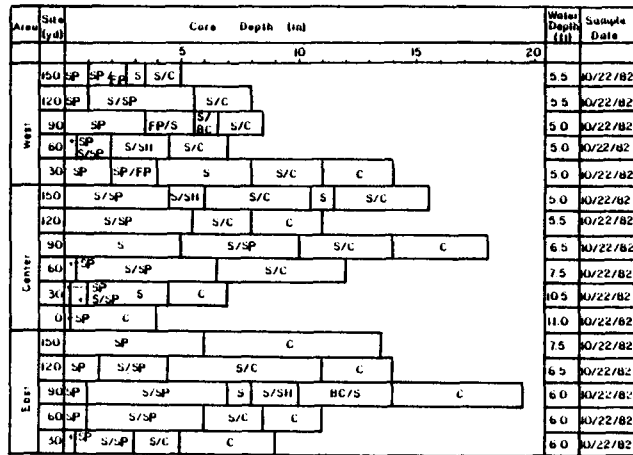 Area Site (yd) Core Depth (in) Water Depth (ft) Sample Date
5 10 15 20
West
150 SP SP/FP S S/C 5.5 10/22/82
120 SP S/SP S/C 5.5 10/22/82
90 SP FP/S S/BC S/C 5.0 10/22/82
60 SP S/SP S/SH S/C 5.0 10/22/82
30 SP SP/FP S S/C C 5.0 10/22/82
Center
150 S/SP S/SH S/C S S/C 5.0 10/22/82
120 S/SP S/C C 5.5 10/22/82
90 S S/SP S/C C 6.5 10/22/82
60 SP S/SP S/C 7.5 10/22/82
30 SP S/SP S C 10.5 10/22/82
0 SP C 11.0 10/22/82
East
150 SP C 7.5 10/22/82
120 SP S/SP S/C C 6.5 10/22/82
90 SP S/SP S S/SH BC/S C 6.0 10/22/82
60 SP S/SP S/C C 6.0 10/22/82
30 SP S/SP S/C C 6.0 10/22/82